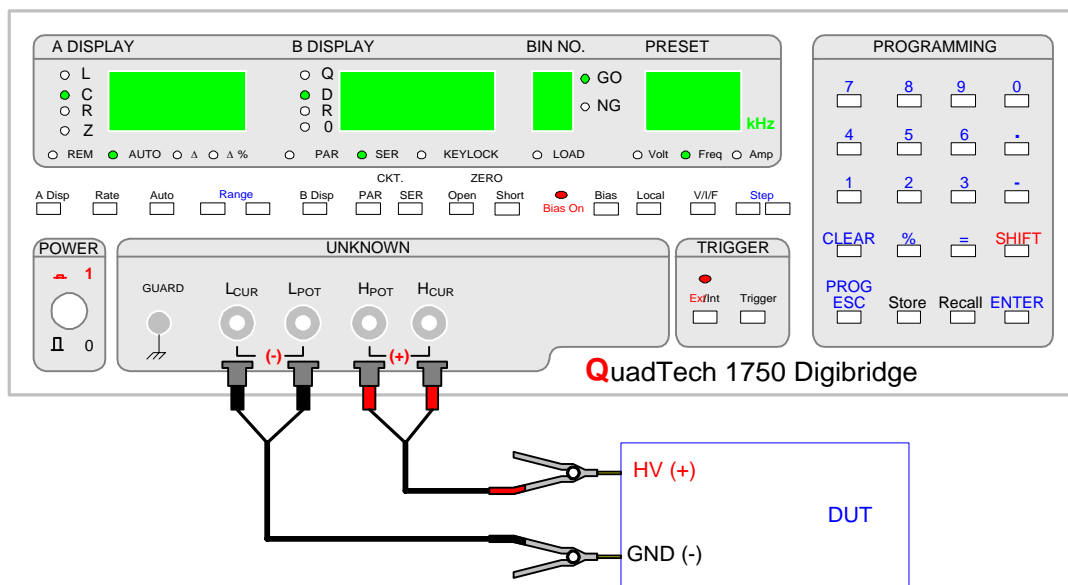 A DISPLAY B DISPLAY BIN NO. PRESET PROGRAMMING
L Q GO
C D
R R NG
Z 0 kHz
REM AUTO Δ Δ % PAR SER KEYLOCK LOAD Volt Freq Amp
CKT. ZERO
A Disp Rate Auto Range B Disp PAR SER Open Short Bias On Bias Local V/I/F Step
7 8 9 0
4 5 6 .
1 2 3 -
CLEAR % = SHIFT
PROG ESC Store Recall ENTER
POWER UNKNOWN TRIGGER
1
0
GUARD LCUR LPOT HPOT HCUR
(-) (+)
Ext/Int Trigger
QuadTech 1750 Digibridge
HV (+)
DUT
GND (-)